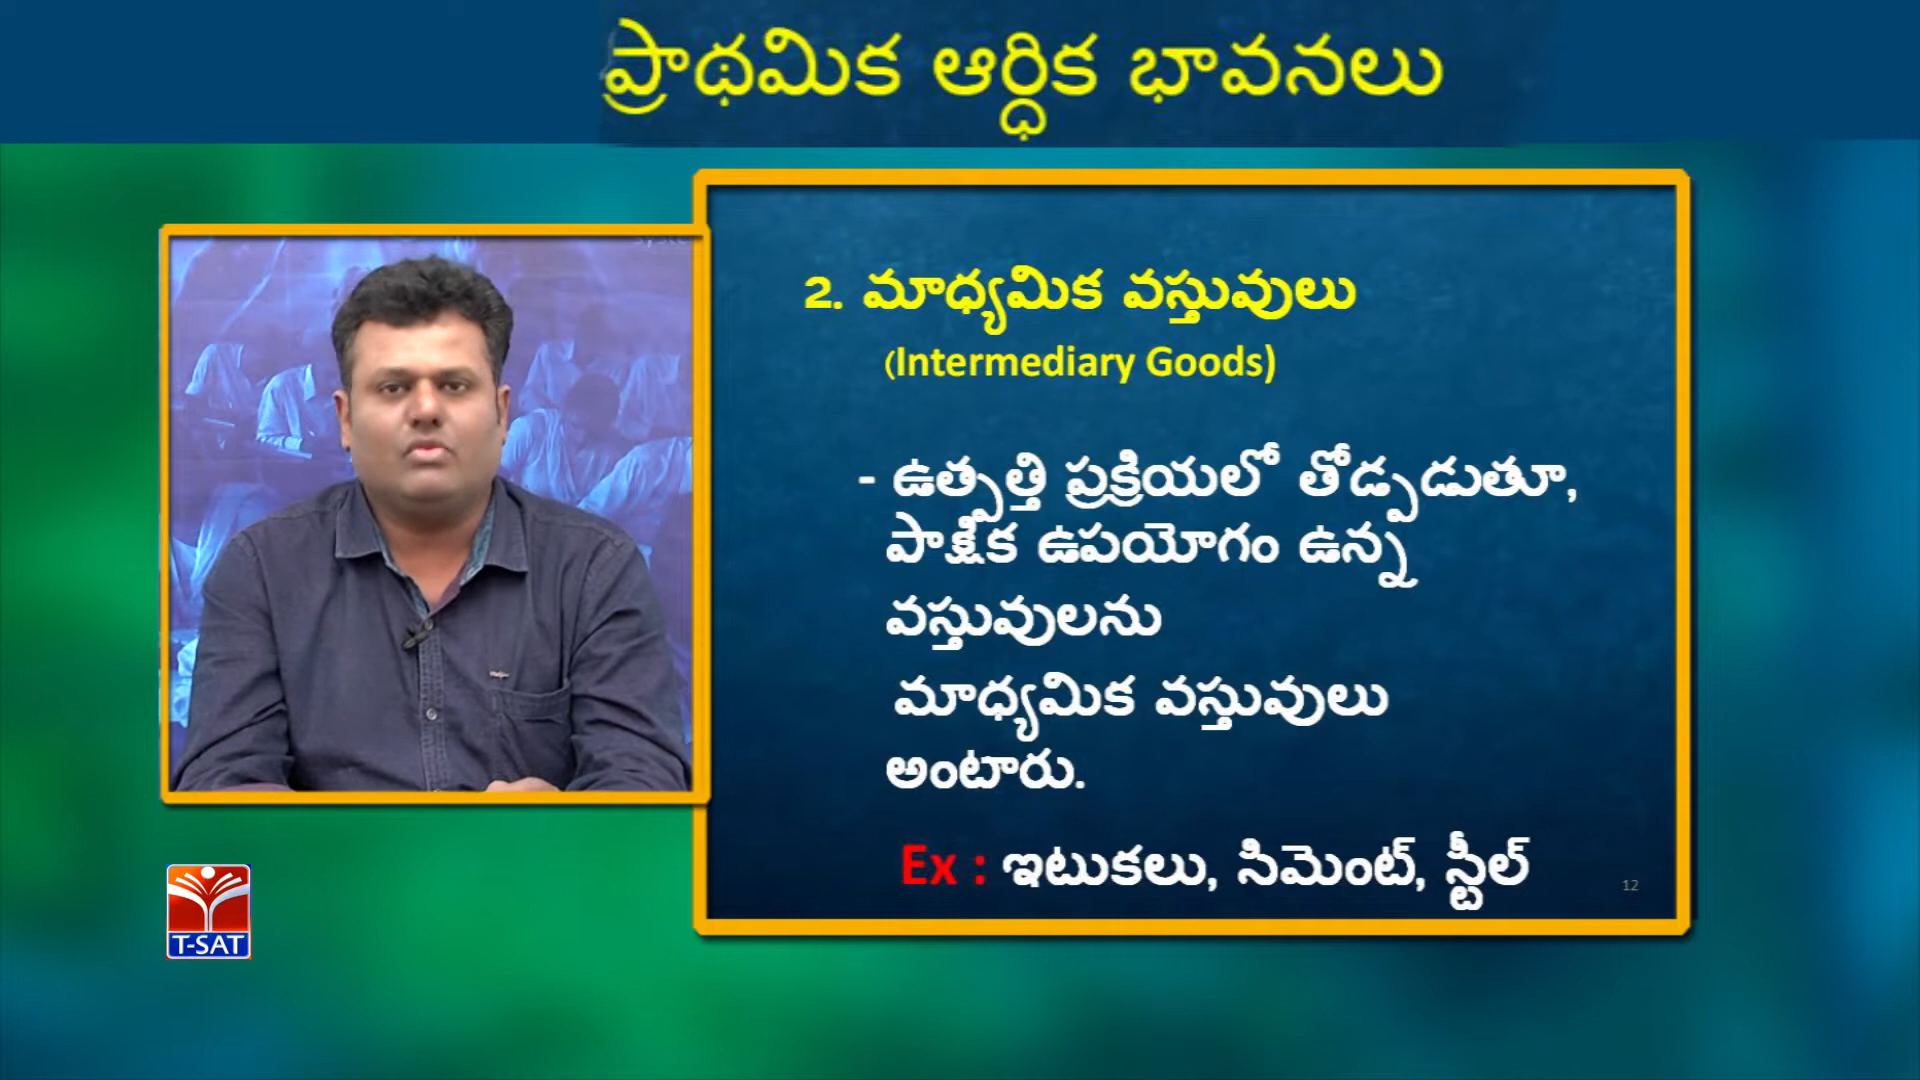 ప్రాథమిక ఆర్థిక భావనలు
2. మాధ్యమిక వస్తువులు
(Intermediary Goods)
- ఉత్పత్తి ప్రక్రియలో తోడ్పడుతూ,
పాక్షిక ఉపయోగం ఉన్న
వస్తువులను
మాధ్యమిక వస్తువులు
అంటారు.
Ex : ఇటుకలు, సిమెంట్, స్టీల్
12
T-SAT